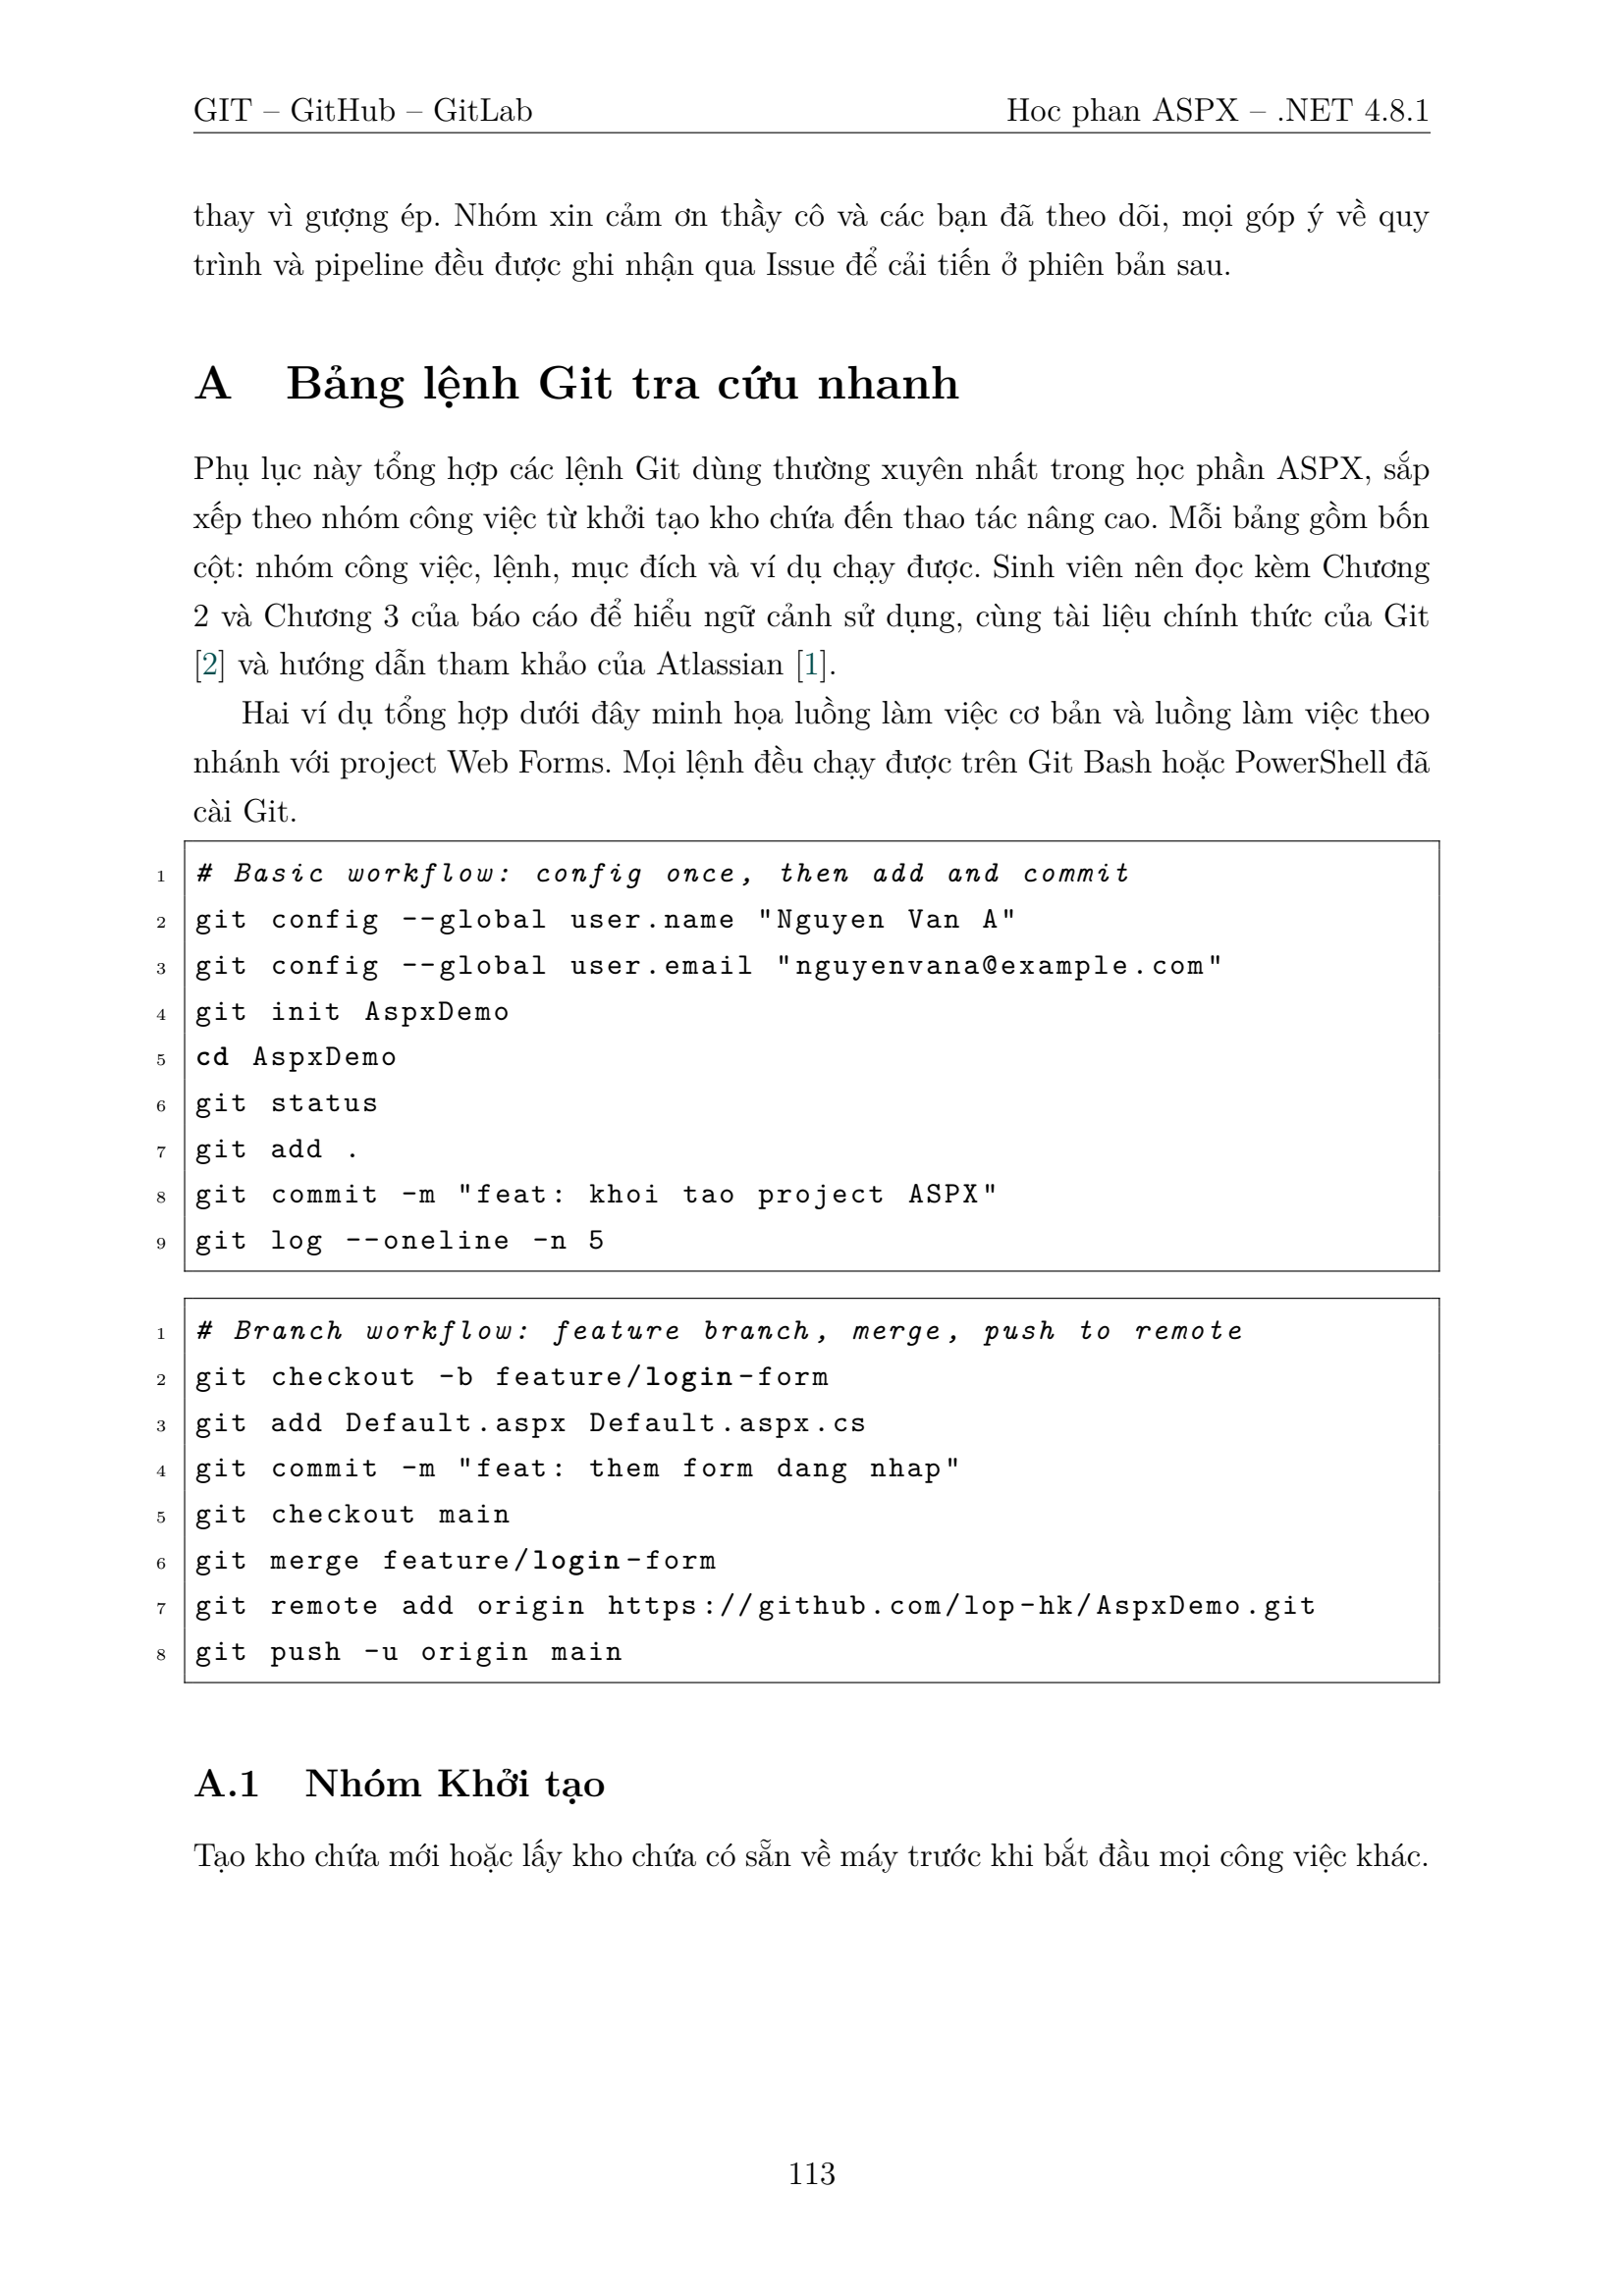 GIT – GitHub – GitLab Hoc phan ASPX – .NET 4.8.1
thay vì gượng ép. Nhóm xin cảm ơn thầy cô và các bạn đã theo dõi, mọi góp ý về quy
trình và pipeline đều được ghi nhận qua Issue để cải tiến ở phiên bản sau.
A Bảng lệnh Git tra cứu nhanh
Phụ lục này tổng hợp các lệnh Git dùng thường xuyên nhất trong học phần ASPX, sắp
xếp theo nhóm công việc từ khởi tạo kho chứa đến thao tác nâng cao. Mỗi bảng gồm bốn
cột: nhóm công việc, lệnh, mục đích và ví dụ chạy được. Sinh viên nên đọc kèm Chương
2 và Chương 3 của báo cáo để hiểu ngữ cảnh sử dụng, cùng tài liệu chính thức của Git
[2] và hướng dẫn tham khảo của Atlassian [1].
Hai ví dụ tổng hợp dưới đây minh họa luồng làm việc cơ bản và luồng làm việc theo
nhánh với project Web Forms. Mọi lệnh đều chạy được trên Git Bash hoặc PowerShell đã
cài Git.
1 # Basic workflow: config once, then add and commit
2 git config --global user.name "Nguyen Van A"
3 git config --global user.email "nguyenvana@example.com"
4 git init AspxDemo
5 cd AspxDemo
6 git status
7 git add .
8 git commit -m "feat: khoi tao project ASPX"
9 git log --oneline -n 5
1 # Branch workflow: feature branch, merge, push to remote
2 git checkout -b feature/login-form
3 git add Default.aspx Default.aspx.cs
4 git commit -m "feat: them form dang nhap"
5 git checkout main
6 git merge feature/login-form
7 git remote add origin https://github.com/lop-hk/AspxDemo.git
8 git push -u origin main
A.1 Nhóm Khởi tạo
Tạo kho chứa mới hoặc lấy kho chứa có sẵn về máy trước khi bắt đầu mọi công việc khác.
113